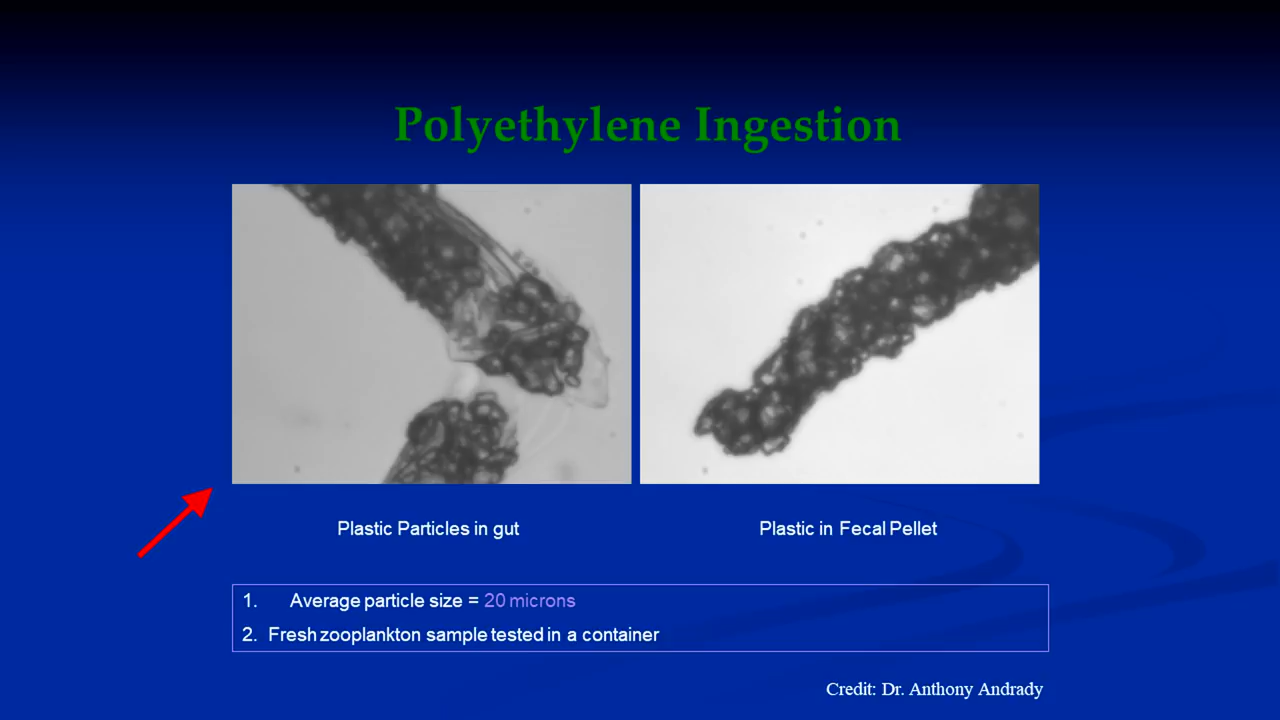 Polyethylene Ingestion
Plastic Particles in gut
Plastic in Fecal Pellet
1. Average particle size = 20 microns
2. Fresh zooplankton sample tested in a container
Credit: Dr. Anthony Andrady